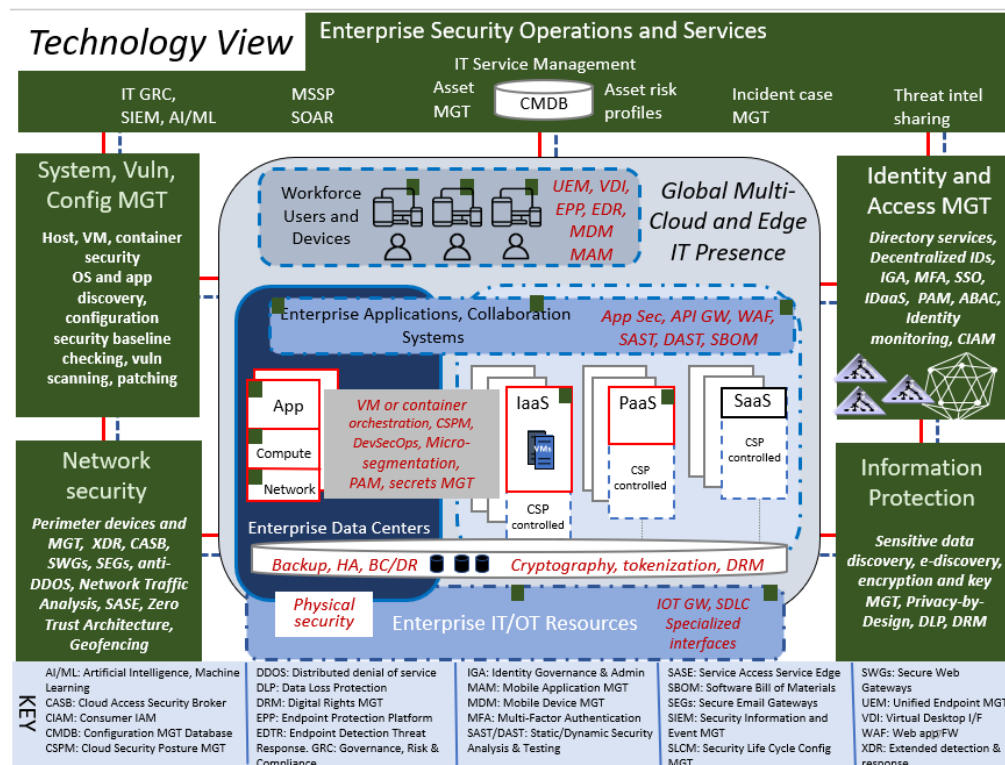 Technology View
Enterprise Security Operations and Services
IT Service Management
IT GRC,
SIEM, AI/ML
MSSP
SOAR
Asset
MGT
CMDB
Asset risk
profiles
Incident case
MGT
Threat intel
sharing
System, Vuln,
Config MGT
Host, VM, container
security
OS and app
discovery,
configuration
security baseline
checking, vuln
scanning, patching
Workforce
Users and
Devices
UEM, VDI,
EPP, EDR,
MDM
MAM
Global Multi-
Cloud and Edge
IT Presence
Identity and
Access MGT
Directory services,
Decentralized IDs,
IGA, MFA, SSO,
IDaaS, PAM, ABAC,
Identity
monitoring, CIAM
Enterprise Applications, Collaboration
Systems
App Sec, API GW, WAF,
SAST, DAST, SBOM
App
Compute
Network
VM or container
orchestration, CSPM,
DevSecOps, Micro-
segmentation,
PAM, secrets MGT
IaaS
VMs
CSP
controlled
PaaS
CSP
controlled
SaaS
CSP
controlled
Enterprise Data Centers
Network
security
Perimeter devices and
MGT, XDR, CASB,
SWGs, SEGs, anti-
DDOS, Network Traffic
Analysis, SASE, Zero
Trust Architecture,
Geofencing
Backup, HA, BC/DR
Cryptography, tokenization, DRM
Physical
security
Enterprise IT/OT Resources
IOT GW, SDLC
Specialized
interfaces
Information
Protection
Sensitive data
discovery, e-discovery,
encryption and key
MGT, Privacy-by-
Design, DLP, DRM
KEY
AI/ML: Artificial Intelligence, Machine
Learning
CASB: Cloud Access Security Broker
CIAM: Consumer IAM
CMDB: Configuration MGT Database
CSPM: Cloud Security Posture MGT
DDOS: Distributed denial of service
DLP: Data Loss Protection
DRM: Digital Rights MGT
EPP: Endpoint Protection Platform
EDTR: Endpoint Detection Threat
Response. GRC: Governance, Risk &
Compliance
IGA: Identity Governance & Admin
MAM: Mobile Application MGT
MDM: Mobile Device MGT
MFA: Multi-Factor Authentication
SAST/DAST: Static/Dynamic Security
Analysis & Testing
SASE: Service Access Service Edge
SBOM: Software Bill of Materials
SEGs: Secure Email Gateways
SIEM: Security Information and
Event MGT
SLCM: Security Life Cycle Config
MGT
SWGs: Secure Web
Gateways
UEM: Unified Endpoint MGT
VDI: Virtual Desktop I/F
WAF: Web app FW
XDR: Extended detection &
response